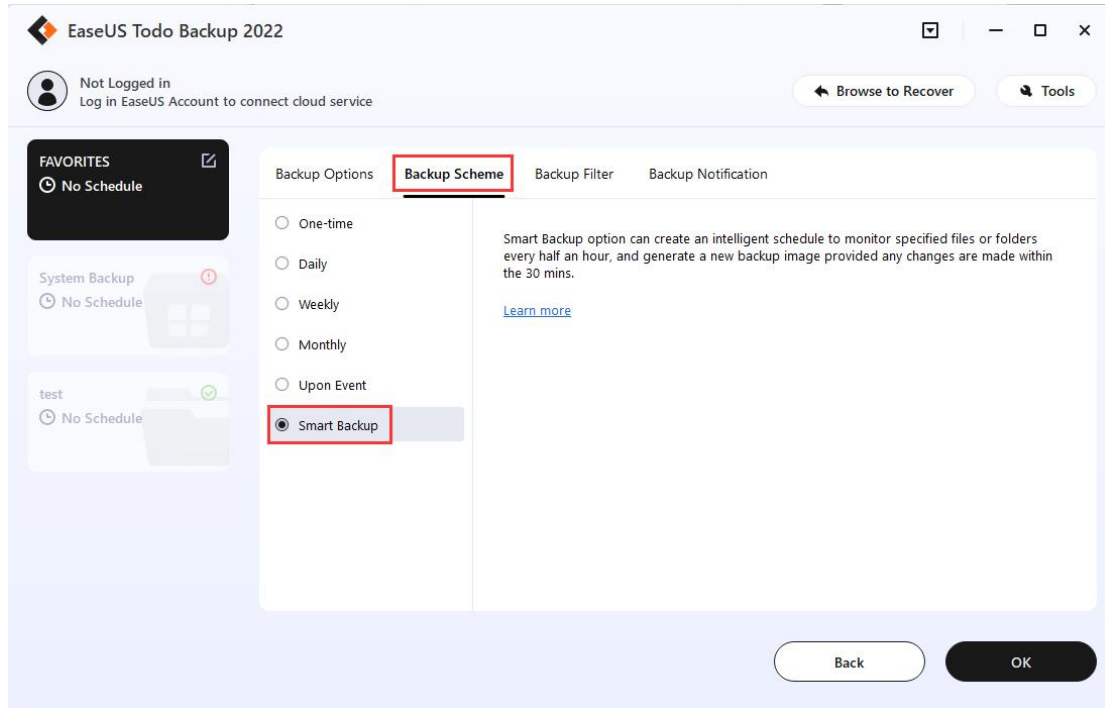 EaseUS Todo Backup 2022
Not Logged in
Log in EaseUS Account to connect cloud service
Browse to Recover
Tools
FAVORITES
No Schedule
System Backup
No Schedule
test
No Schedule
Backup Options
Backup Scheme
Backup Filter
Backup Notification
One-time
Daily
Weekly
Monthly
Upon Event
Smart Backup
Smart Backup option can create an intelligent schedule to monitor specified files or folders
every half an hour, and generate a new backup image provided any changes are made within
the 30 mins.
Learn more
Back
OK